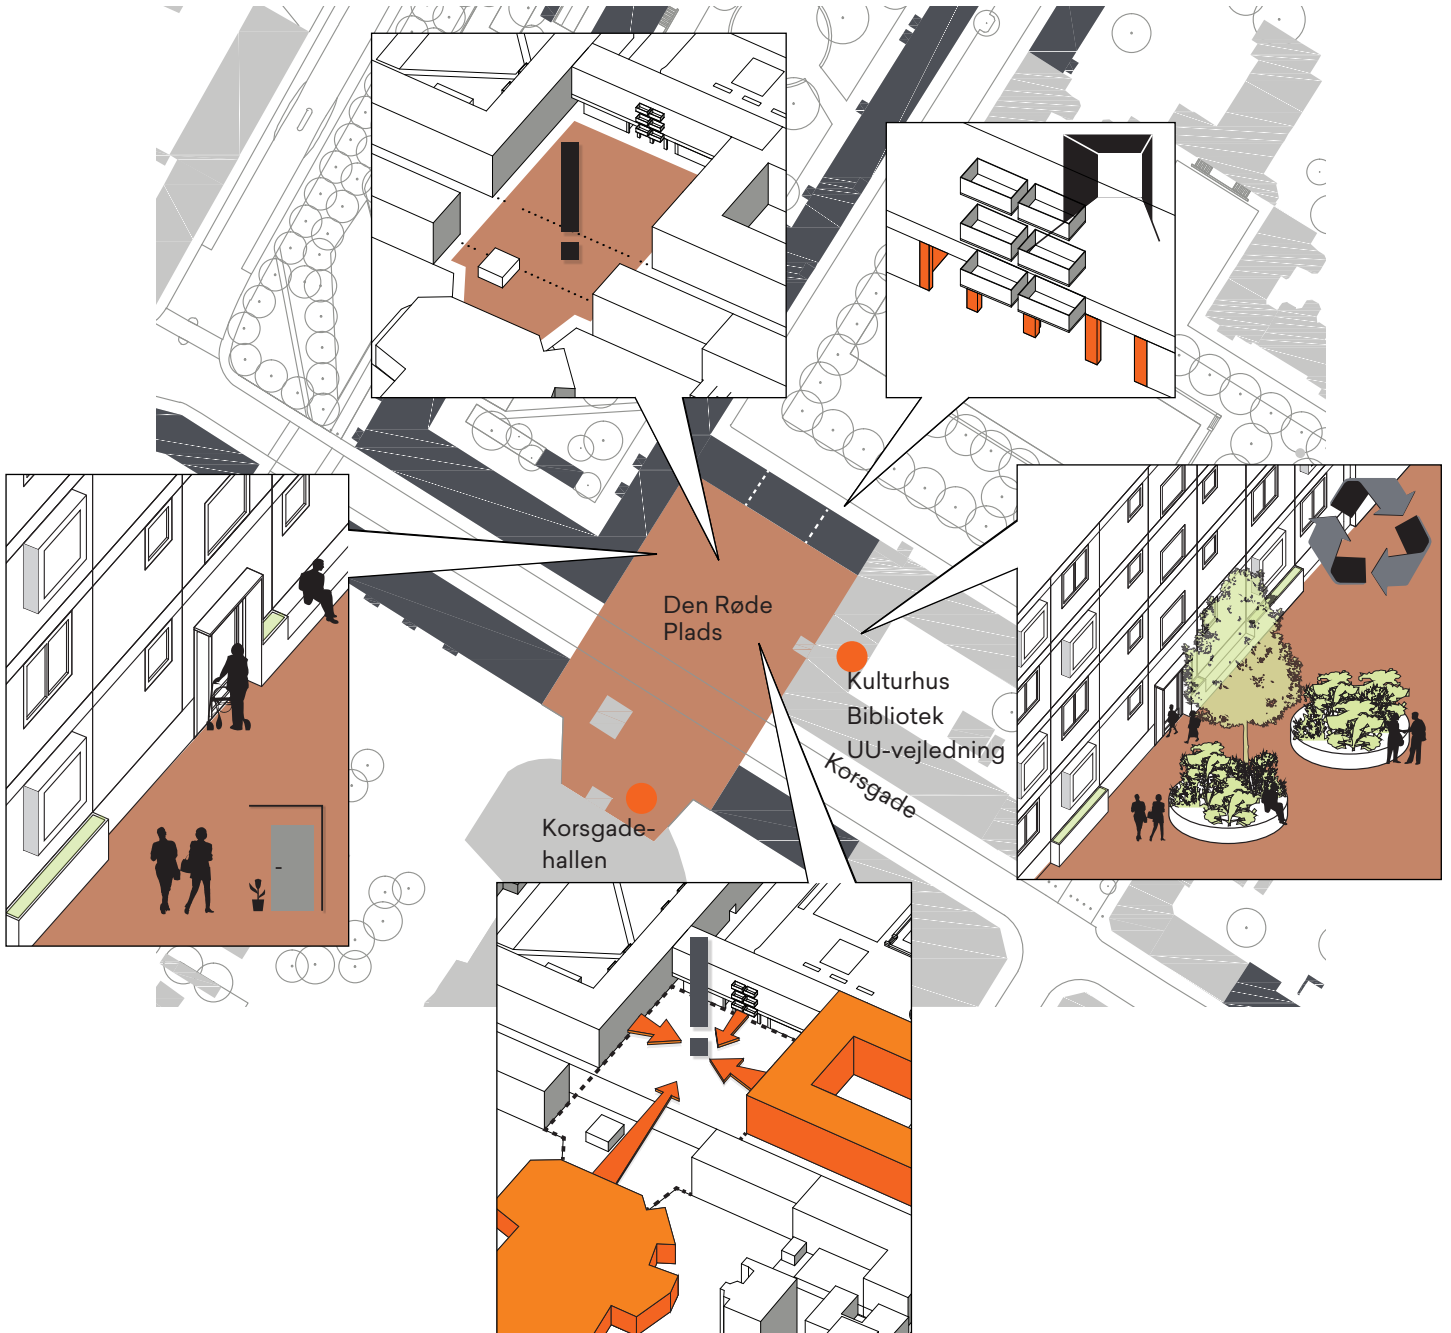 Den Røde
Plads
Kulturhus
Bibliotek
UU-vejledning
Korsgade
Korsgade-
hallen